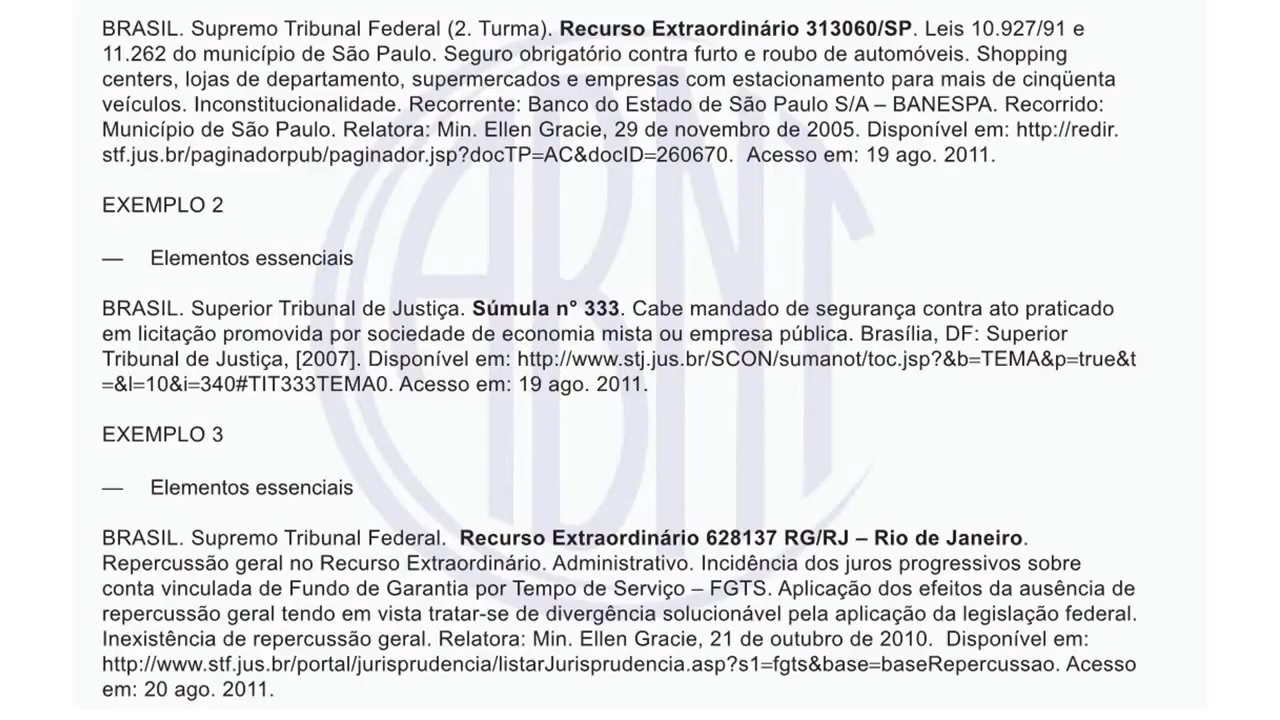 BRASIL. Supremo Tribunal Federal (2. Turma). Recurso Extraordinário 313060/SP. Leis 10.927/91 e
11.262 do município de São Paulo. Seguro obrigatório contra furto e roubo de automóveis. Shopping
centers, lojas de departamento, supermercados e empresas com estacionamento para mais de cinqüenta
veículos. Inconstitucionalidade. Recorrente: Banco do Estado de São Paulo S/A – BANESPA. Recorrido:
Município de São Paulo. Relatora: Min. Ellen Gracie, 29 de novembro de 2005. Disponível em: http://redir.
stf.jus.br/paginadorpub/paginador.jsp?docTP=AC&docID=260670. Acesso em: 19 ago. 2011.
EXEMPLO 2
— Elementos essenciais
BRASIL. Superior Tribunal de Justiça. Súmula n° 333. Cabe mandado de segurança contra ato praticado
em licitação promovida por sociedade de economia mista ou empresa pública. Brasília, DF: Superior
Tribunal de Justiça, [2007]. Disponível em: http://www.stj.jus.br/SCON/sumanot/toc.jsp?&b=TEMA&p=true&t
=&l=10&i=340#TIT333TEMA0. Acesso em: 19 ago. 2011.
EXEMPLO 3
— Elementos essenciais
BRASIL. Supremo Tribunal Federal. Recurso Extraordinário 628137 RG/RJ – Rio de Janeiro.
Repercussão geral no Recurso Extraordinário. Administrativo. Incidência dos juros progressivos sobre
conta vinculada de Fundo de Garantia por Tempo de Serviço – FGTS. Aplicação dos efeitos da ausência de
repercussão geral tendo em vista tratar-se de divergência solucionável pela aplicação da legislação federal.
Inexistência de repercussão geral. Relatora: Min. Ellen Gracie, 21 de outubro de 2010. Disponível em:
http://www.stf.jus.br/portal/jurisprudencia/listarJurisprudencia.asp?s1=fgts&base=baseRepercussao. Acesso
em: 20 ago. 2011.
ABNT